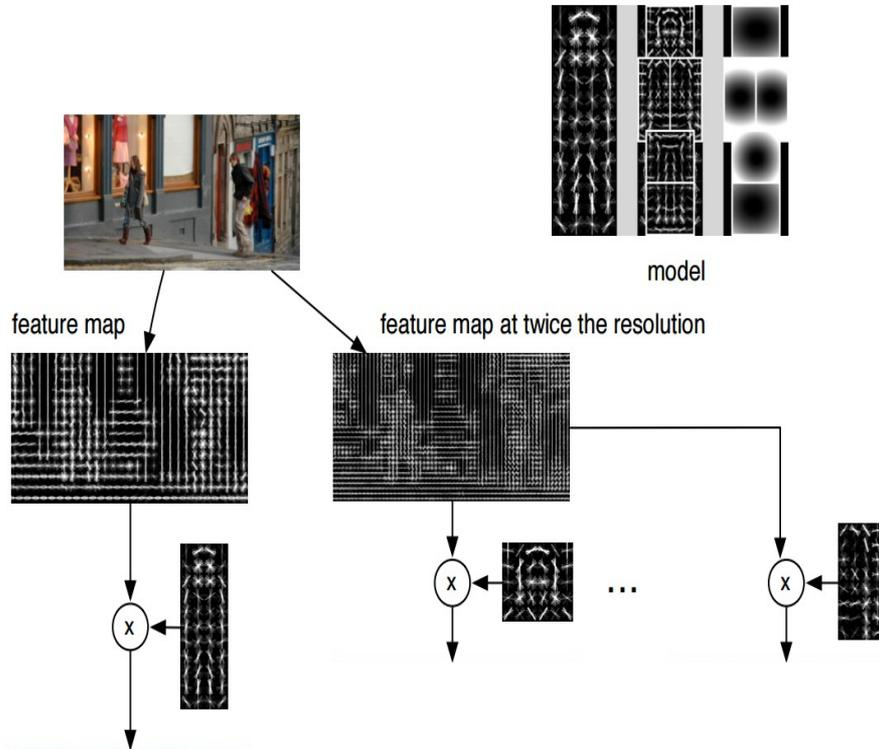 model
feature map
feature map at twice the resolution
x
x
...
x